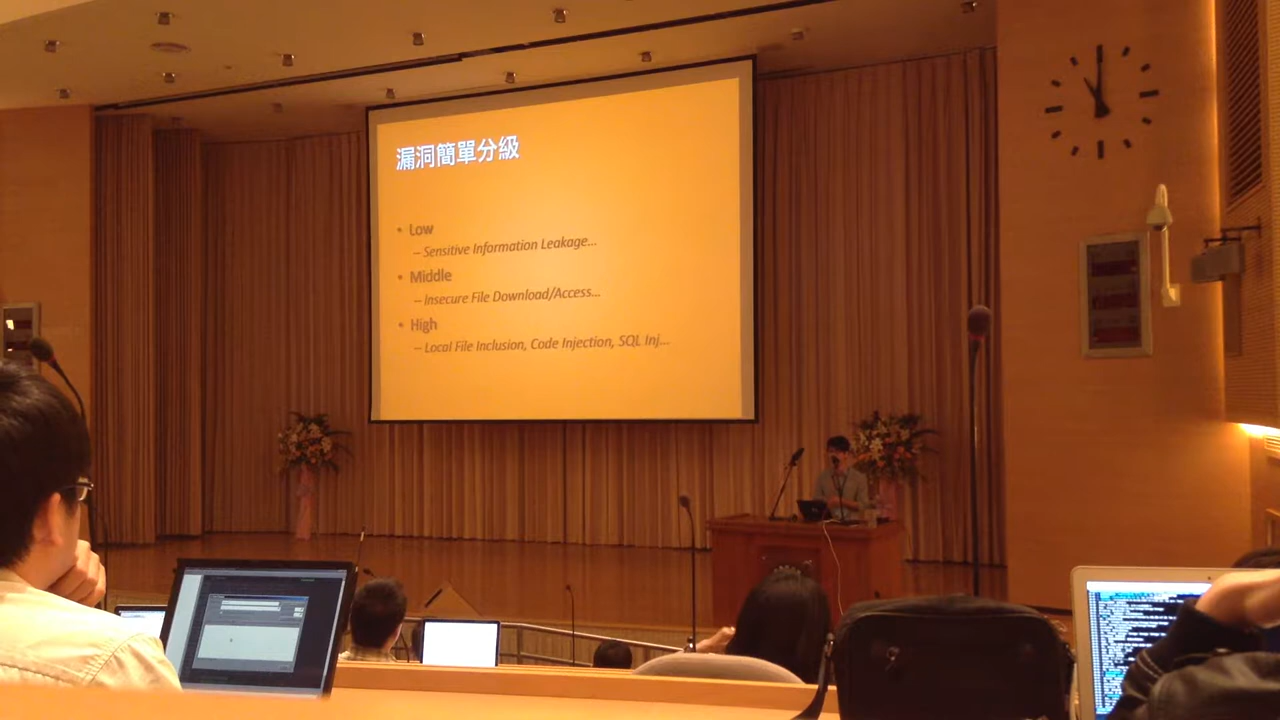 漏洞簡單分級
• Low
– Sensitive Information Leakage...
• Middle
– Insecure File Download/Access...
• High
– Local File Inclusion, Code Injection, SQL Inj...